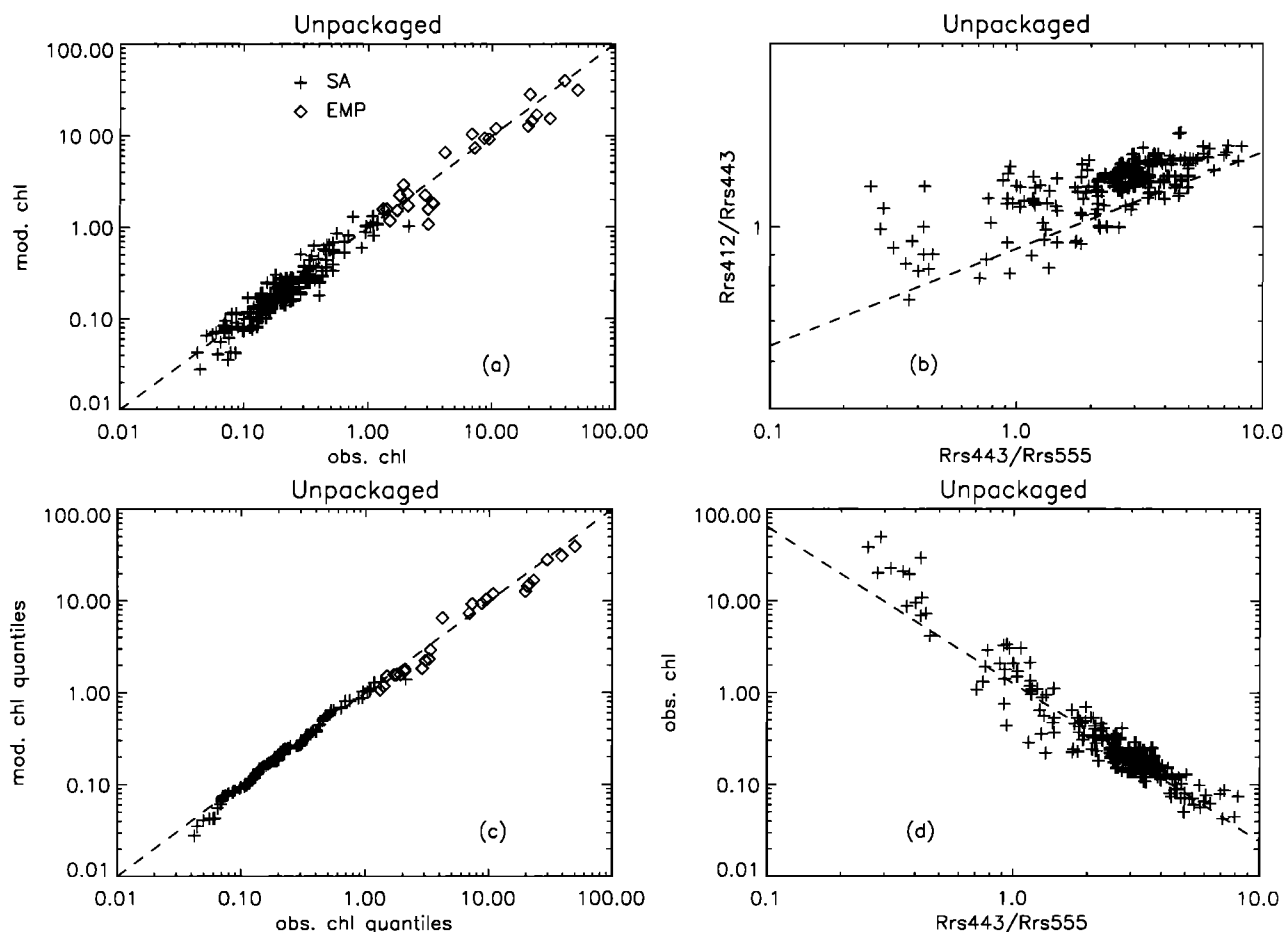 Unpackaged
100.00
10.00
1.00
0.10
0.01
mod. chl
+ SA
◇ EMP
(a)
0.01 0.10 1.00 10.00 100.00
obs. chl
Unpackaged
Rrs412/Rrs443
1
(b)
0.1 1.0 10.0
Rrs443/Rrs555
Unpackaged
100.00
10.00
1.00
0.10
0.01
mod. chl quantiles
(c)
0.01 0.10 1.00 10.00 100.00
obs. chl quantiles
Unpackaged
100.00
10.00
1.00
0.10
0.01
obs. chl
(d)
0.1 1.0 10.0
Rrs443/Rrs555